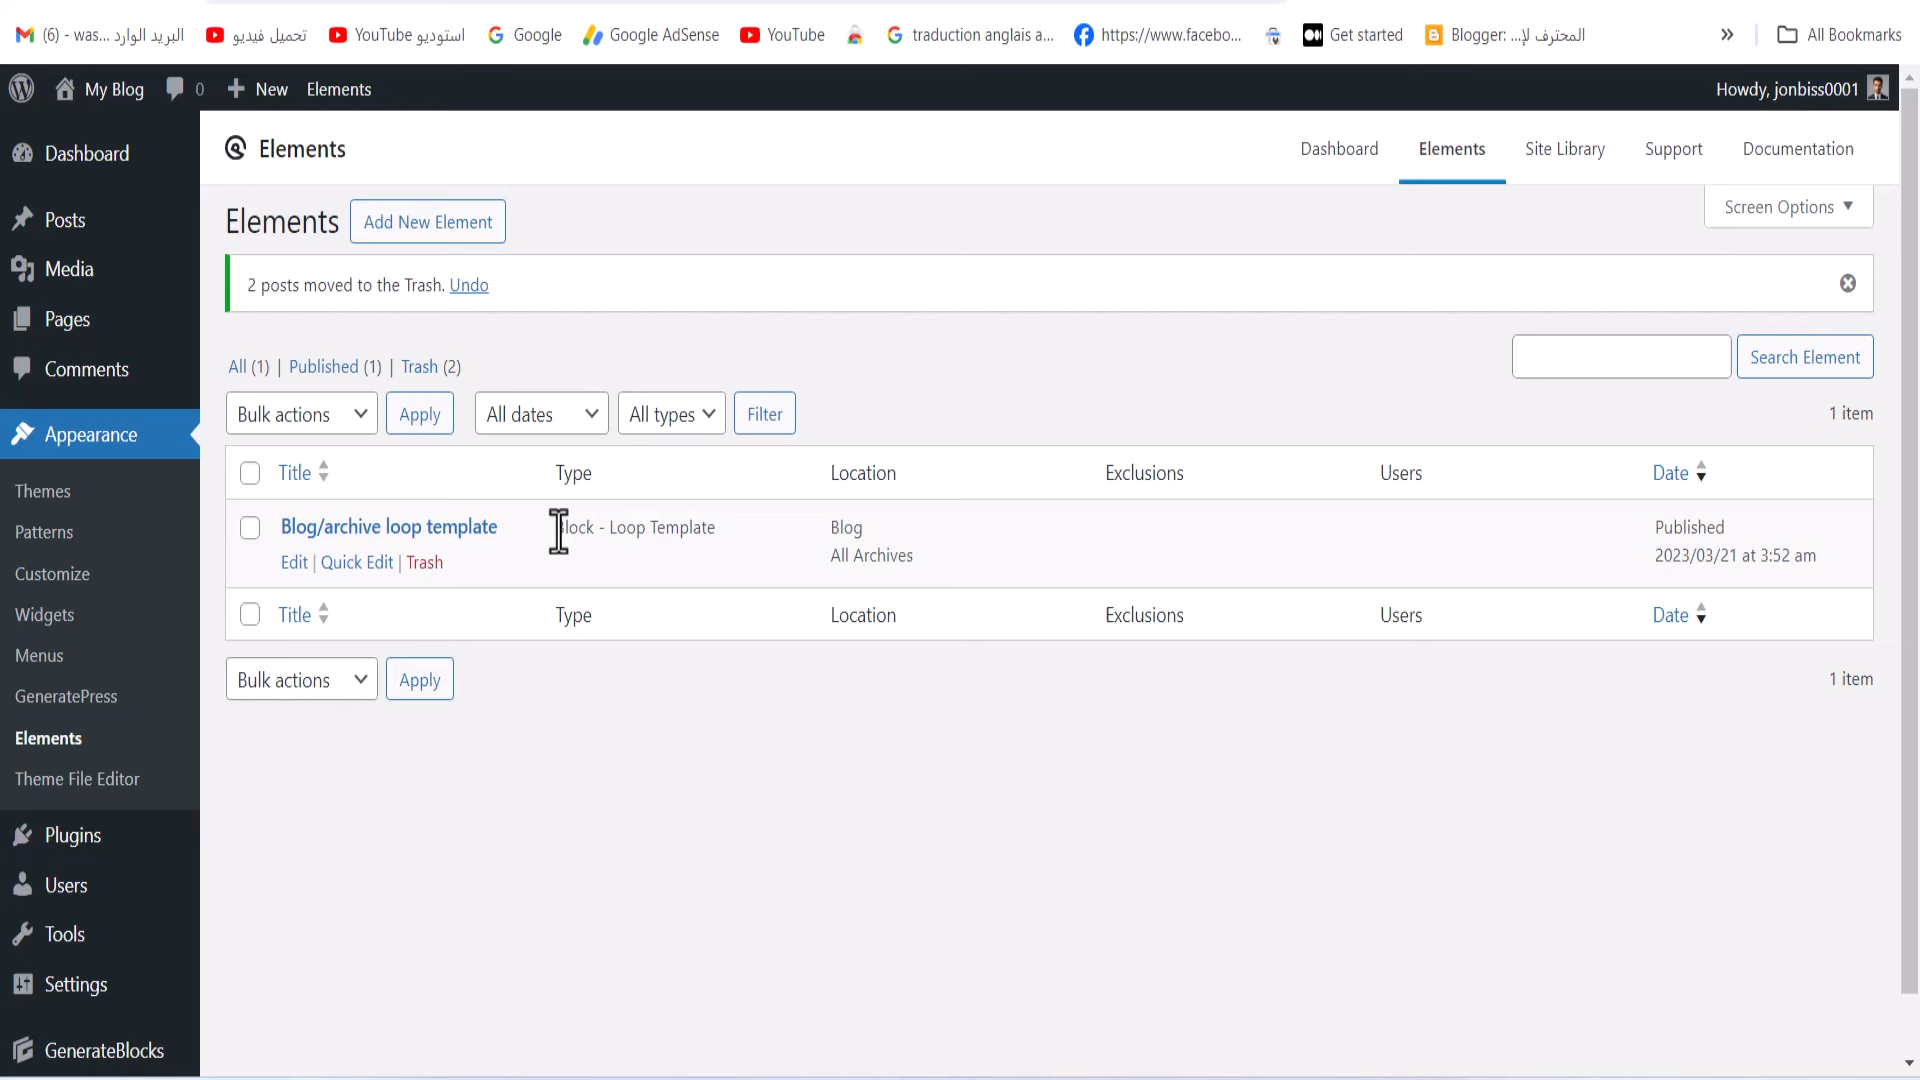 (6) - was... البريد الوارد تحميل فيديو YouTube استوديو Google Google AdSense YouTube traduction anglais a... https://www.facebo... Get started Blogger: ...المحترف لإ » All Bookmarks
My Blog 0 New Elements Howdy, jonbiss0001
Elements Dashboard Elements Site Library Support Documentation
Dashboard
Posts
Media
Pages
Comments
Appearance
Themes
Patterns
Customize
Widgets
Menus
GeneratePress
Elements
Theme File Editor
Plugins
Users
Tools
Settings
GenerateBlocks
Screen Options
Elements Add New Element
2 posts moved to the Trash. Undo
All (1) | Published (1) | Trash (2) Search Element
Bulk actions Apply All dates All types Filter 1 item
Title Type Location Exclusions Users Date
Blog/archive loop template - Loop Template Blog Published
Edit | Quick Edit | Trash All Archives 2023/03/21 at 3:52 am
Title Type Location Exclusions Users Date
Bulk actions Apply 1 item